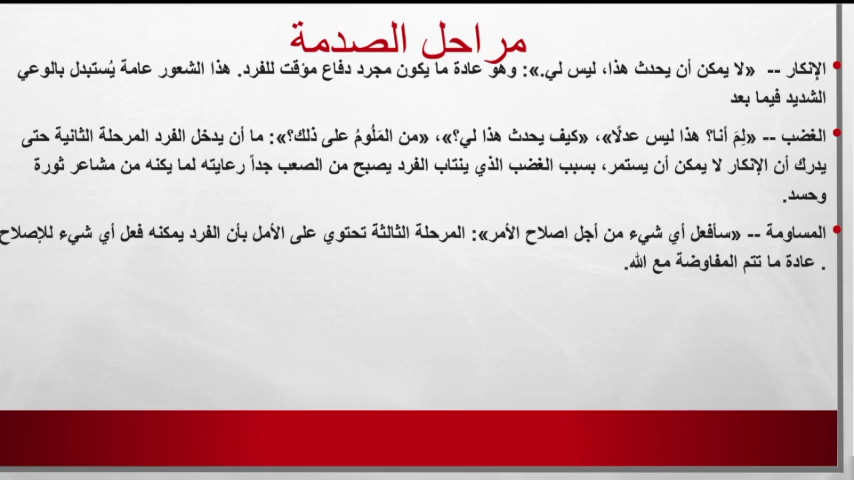 مراحل الصدمة
الإنكار -- «لا يمكن أن يحدث هذا، ليس لي.»: وهو عادة ما يكون مجرد دفاع مؤقت للفرد. هذا الشعور عامة يُستبدل بالوعي
الشديد فيما بعد
الغضب -- «لِمَ أنا؟ هذا ليس عدلًا»، «كيف يحدث هذا لي؟»، «من المَلُومُ على ذلك؟»: ما أن يدخل الفرد المرحلة الثانية حتى
يدرك أن الإنكار لا يمكن أن يستمر، بسبب الغضب الذي ينتاب الفرد يصبح من الصعب جداً رعايته لما يكنه من مشاعر ثورة
وحسد.
المساومة -- «سأفعل أي شيء من أجل اصلاح الأمر»: المرحلة الثالثة تحتوي على الأمل بأن الفرد يمكنه فعل أي شيء للإصلاح
. عادة ما تتم المفاوضة مع الله.